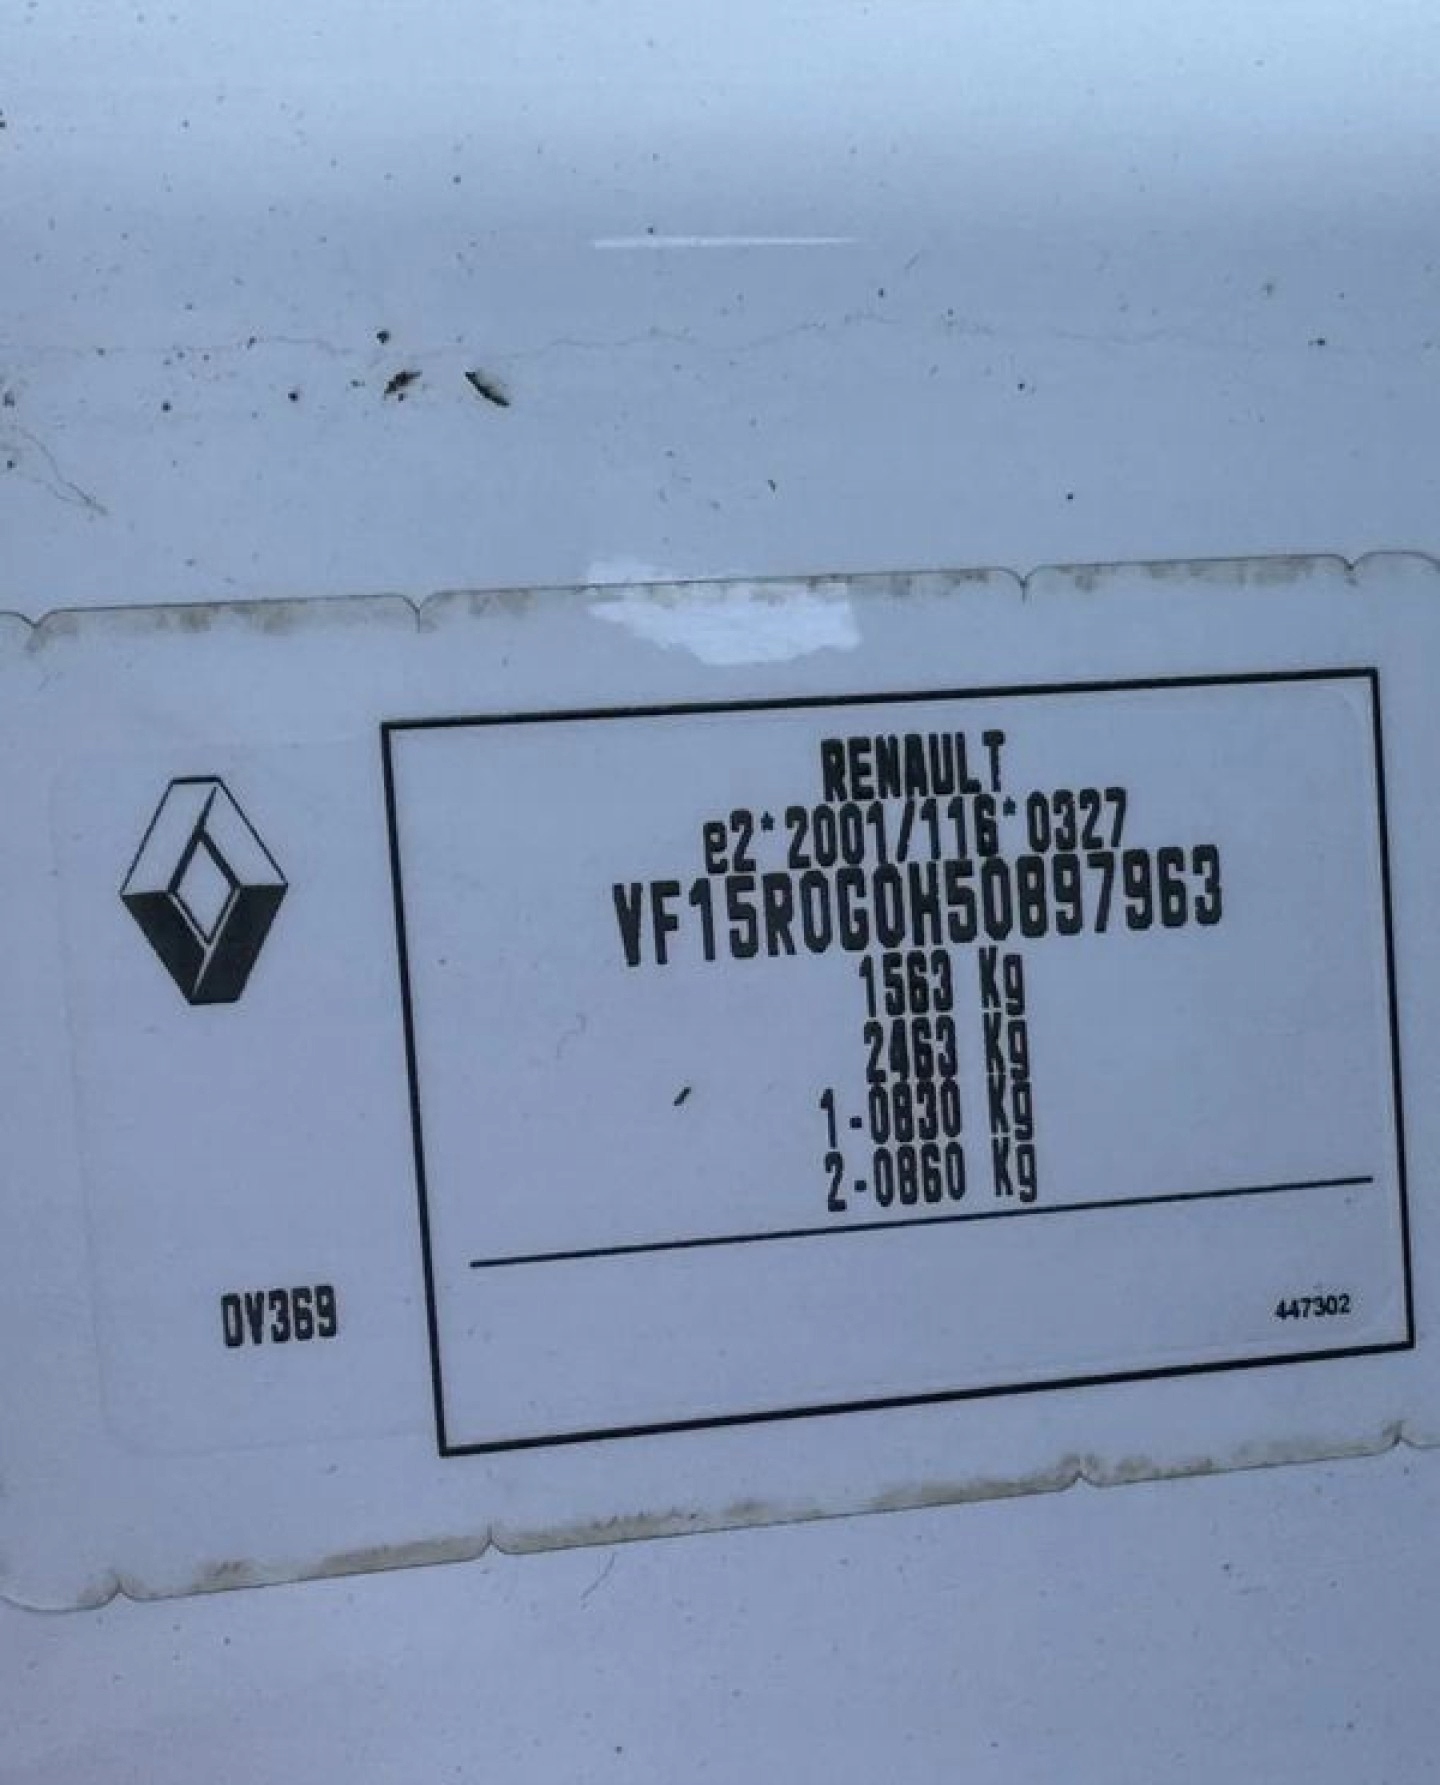 RENAULT
e2*2001/116*0327
VF15R0G0H50897963
1563 Kg
2463 Kg
1-0830 Kg
2-0860 Kg
0V369
447302